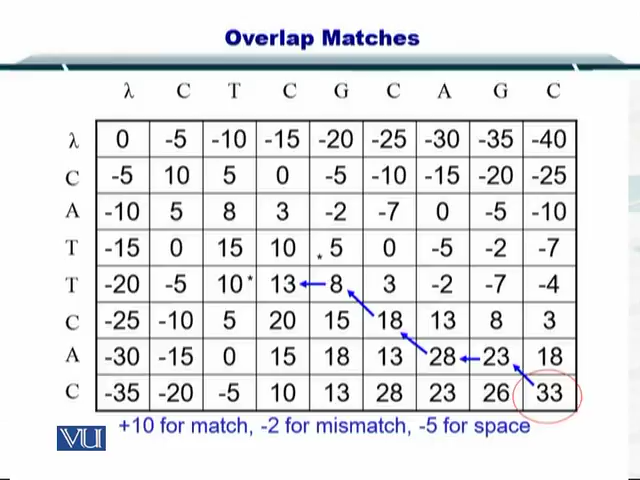 Overlap Matches
λ C T C G C A G C
λ 0 -5 -10 -15 -20 -25 -30 -35 -40
C -5 10 5 0 -5 -10 -15 -20 -25
A -10 5 8 3 -2 -7 0 -5 -10
T -15 0 15 10 * 5 0 -5 -2 -7
T -20 -5 10* 13 8 3 -2 -7 -4
C -25 -10 5 20 15 18 13 8 3
A -30 -15 0 15 18 13 28 23 18
C -35 -20 -5 10 13 28 23 26 33
+10 for match, -2 for mismatch, -5 for space
VU